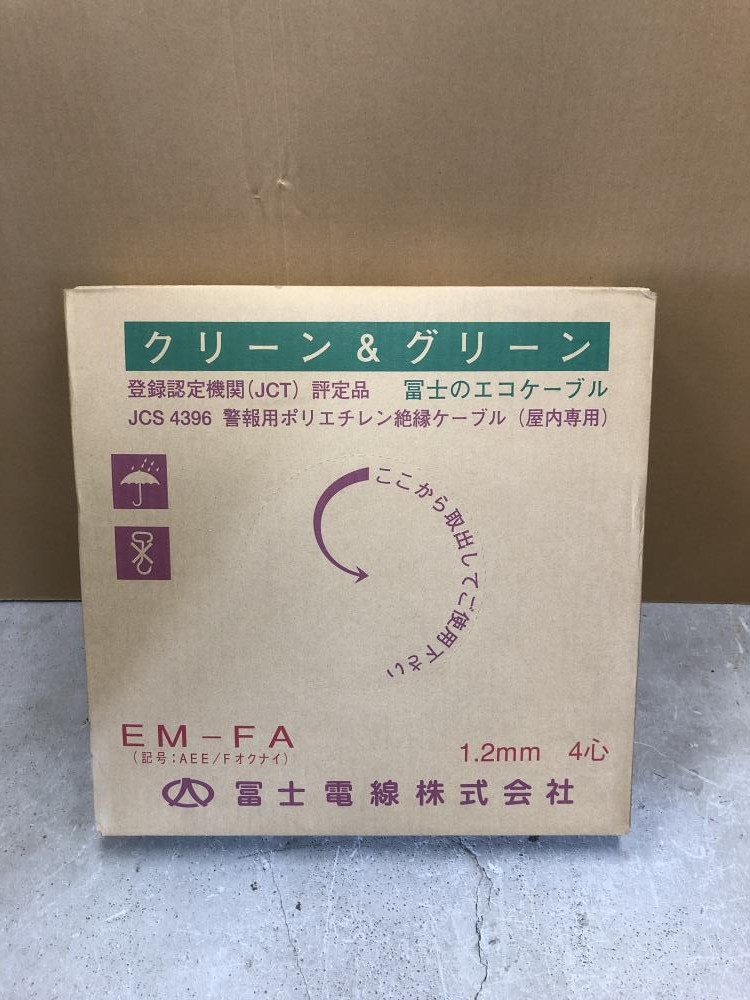 クリーン&グリーン
登録認定機関(JCT) 評定品 冨士のエコケーブル
JCS 4396 警報用ポリエチレン絶縁ケーブル (屋内専用)
ここから取出してご使用下さい
EM-FA
(記号:AEE/Fオクナイ)
1.2mm 4心
冨士電線株式会社